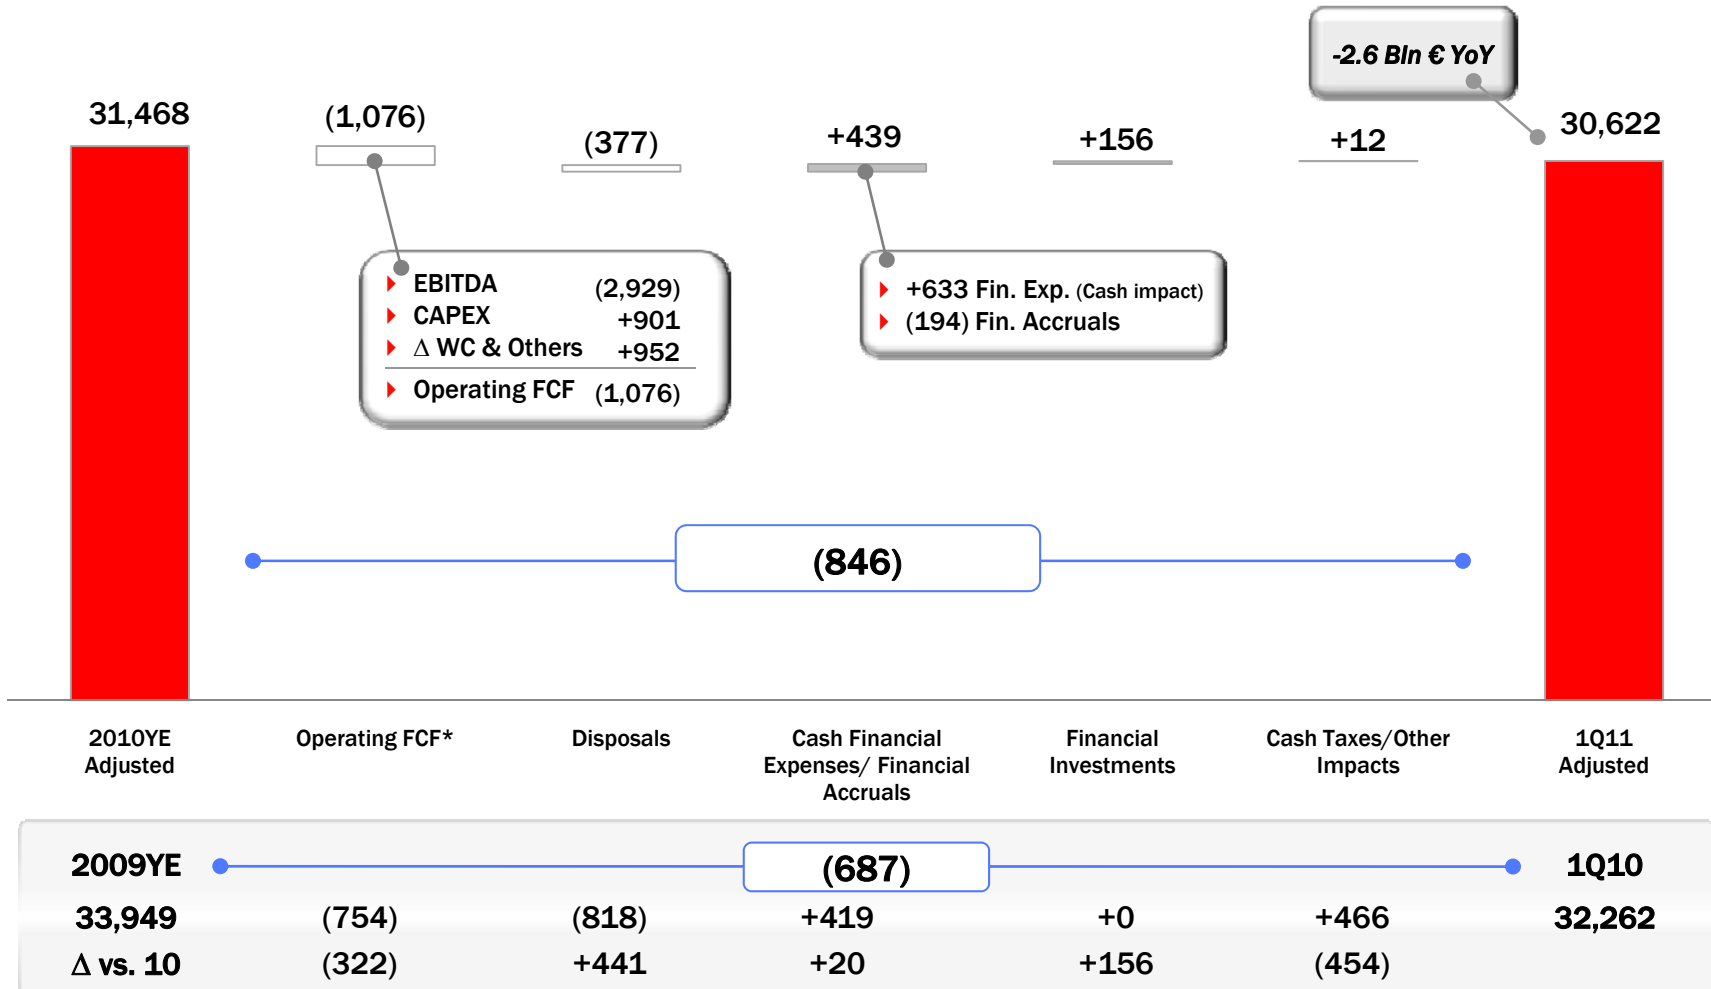 -2.6 Bln € YoY
31,468
(1,076)
(377)
+439
+156
+12
30,622
EBITDA (2,929)
CAPEX +901
Δ WC & Others +952
Operating FCF (1,076)
+633 Fin. Exp. (Cash impact)
(194) Fin. Accruals
(846)
2010YE
Adjusted
Operating FCF*
Disposals
Cash Financial
Expenses/ Financial
Accruals
Financial
Investments
Cash Taxes/Other
Impacts
1Q11
Adjusted
2009YE (687) 1Q10
33,949 (754) (818) +419 +0 +466 32,262
Δ vs. 10 (322) +441 +20 +156 (454)